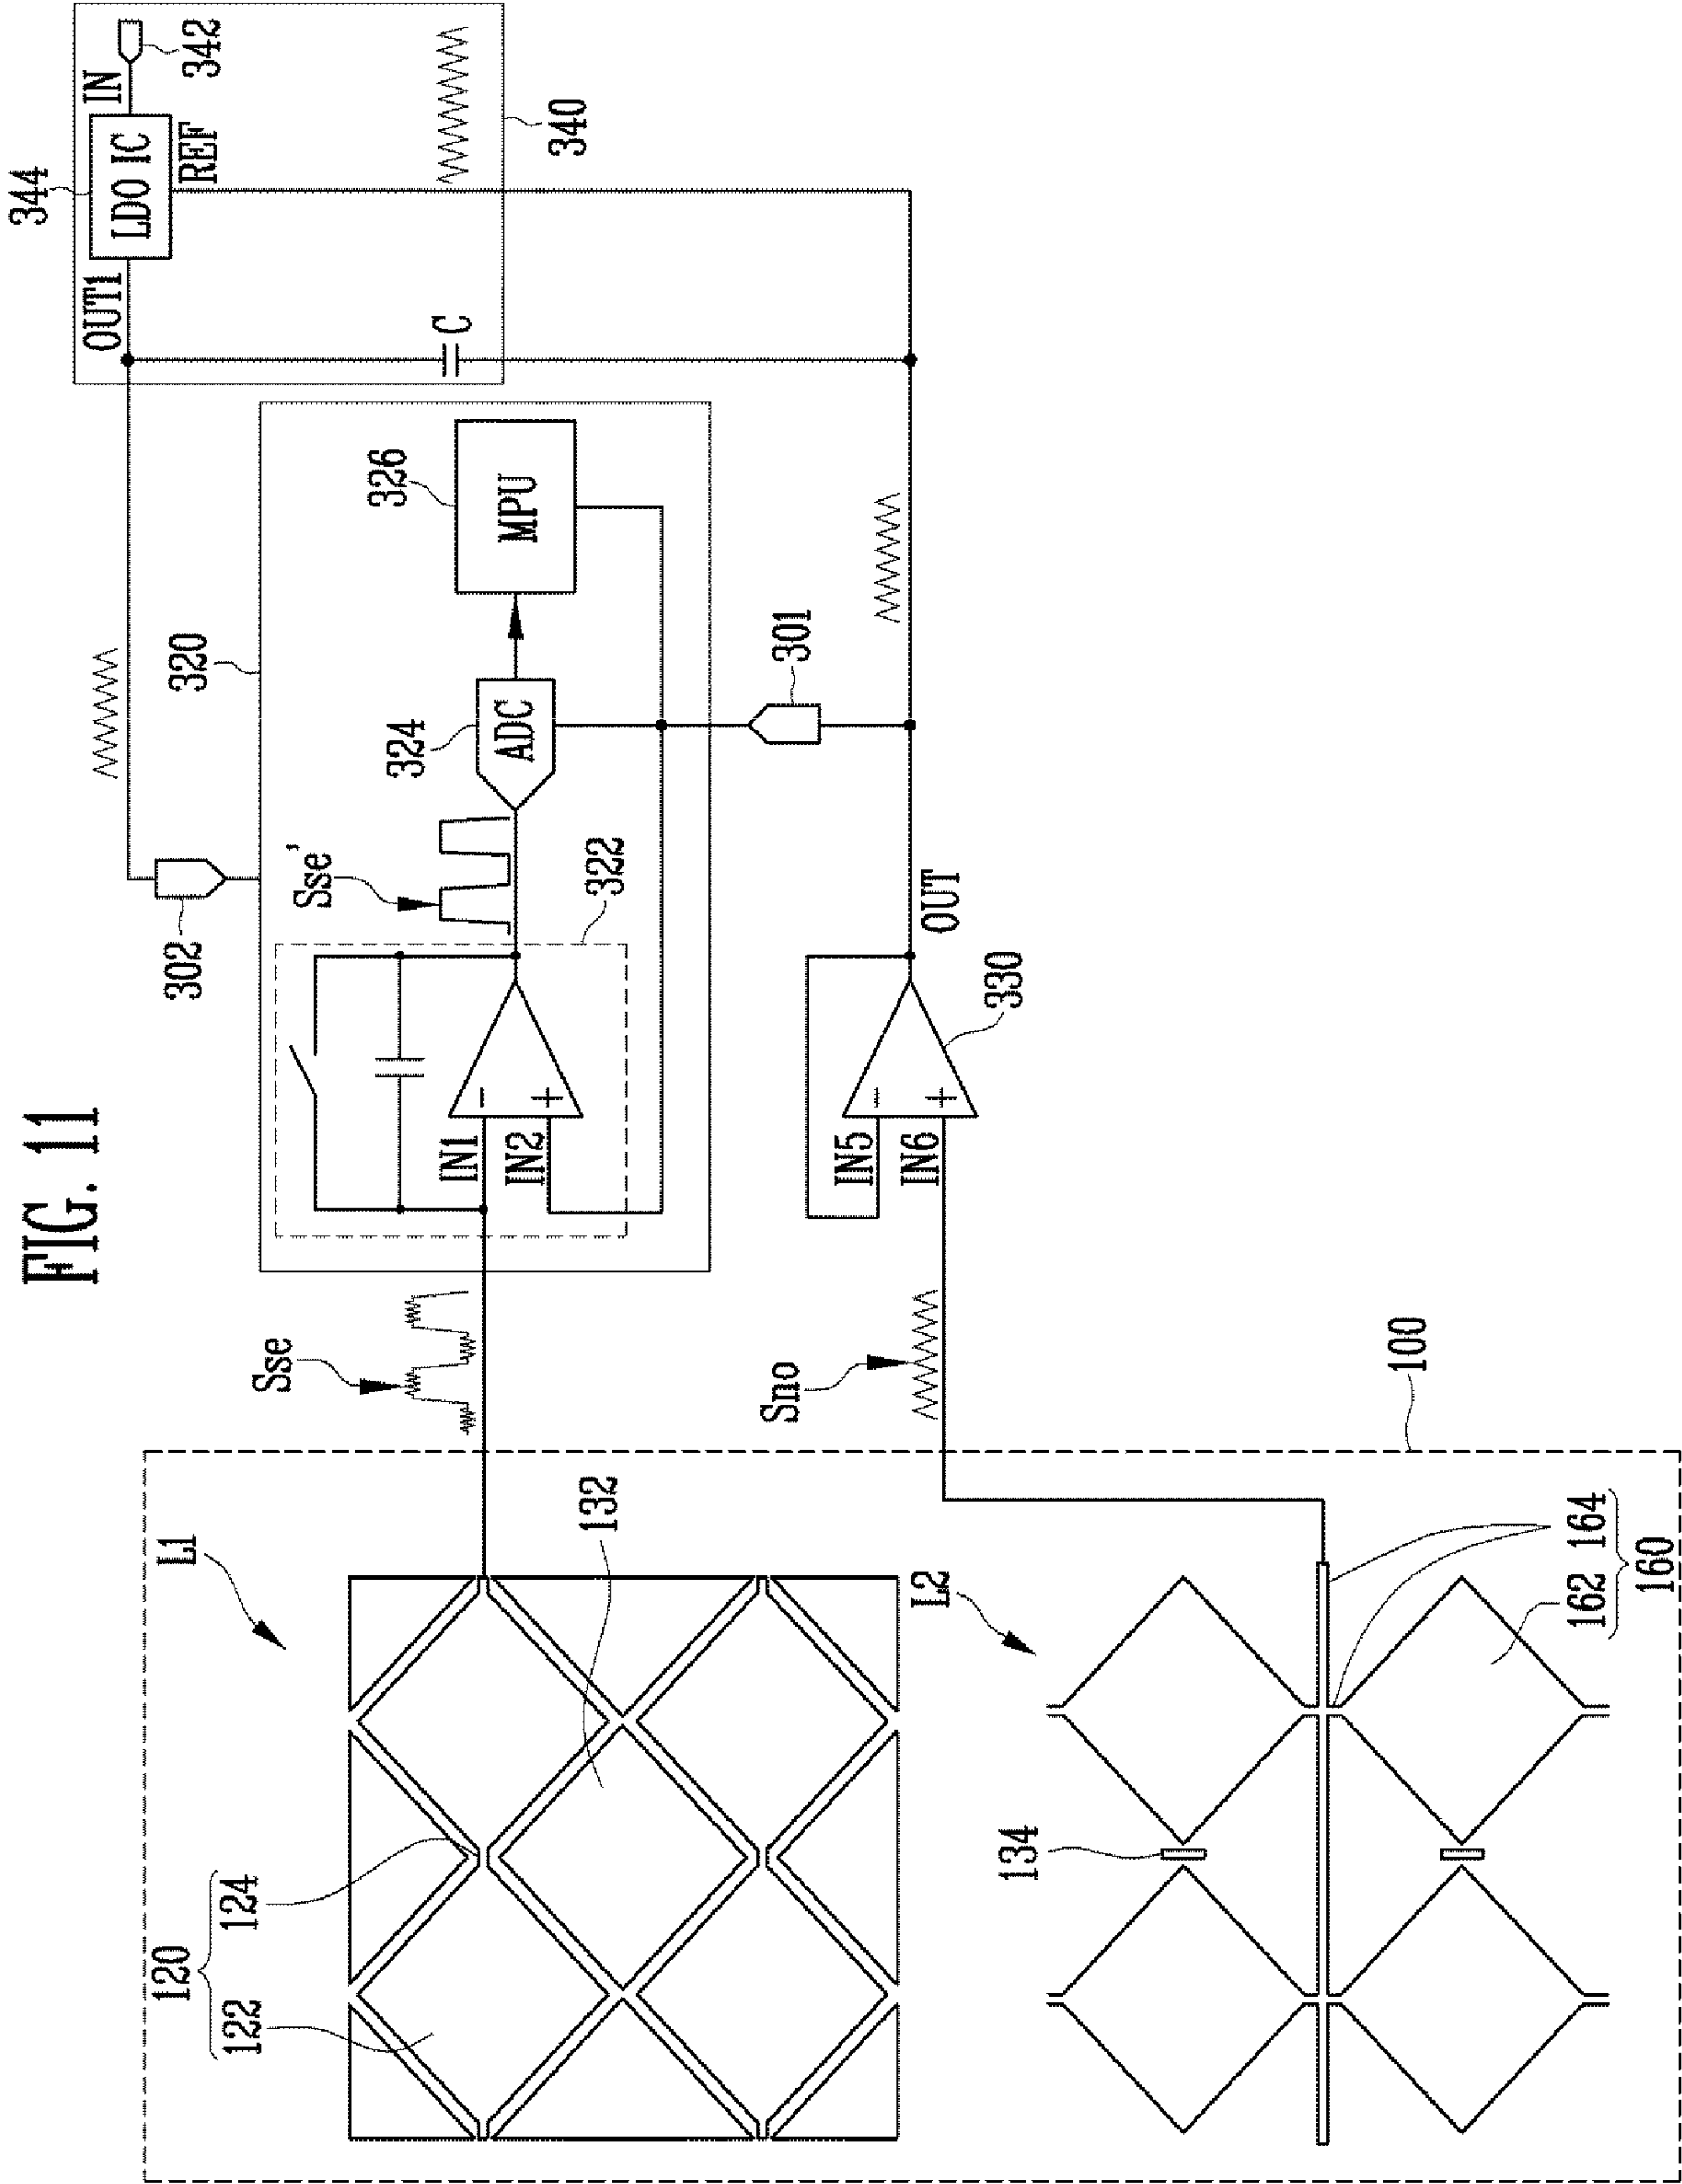 FIG. 11
344
LDO IC
IN
342
OUT1
REF
C
340
302
320
Sse
Sse'
IN1
IN2
322
324
ADC
326
MPU
301
Sno
IN5
IN6
330
OUT
L1
120
122 124
132
L2
134
162 164
160
100